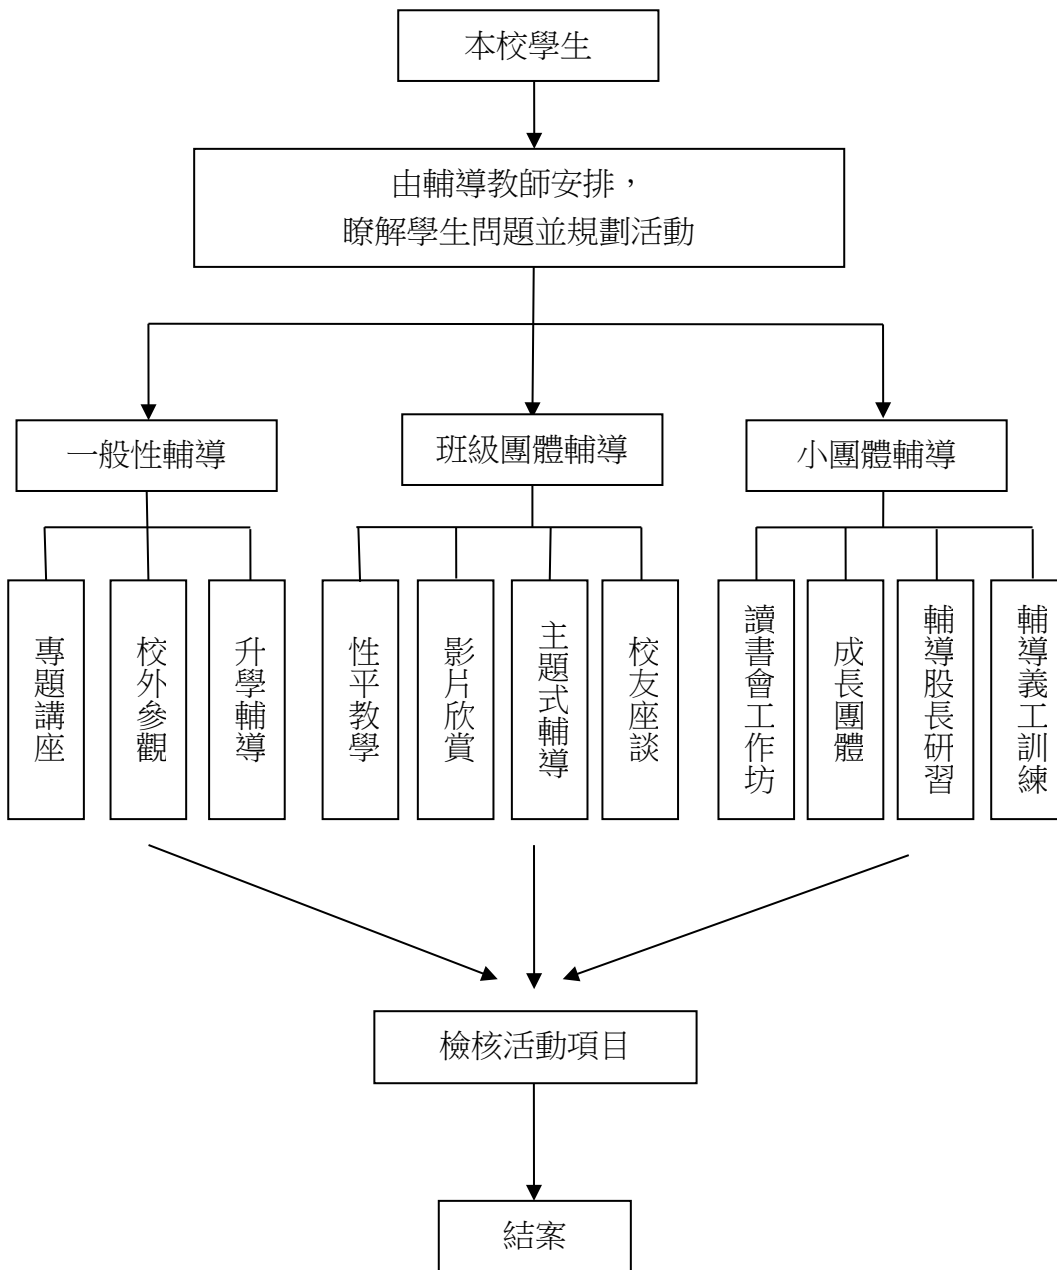 本校學生
由輔導教師安排，
瞭解學生問題並規劃活動
一般性輔導
班級團體輔導
小團體輔導
專題講座
校外參觀
升學輔導
性平教學
影片欣賞
主題式輔導
校友座談
讀書會工作坊
成長團體
輔導股長研習
輔導義工訓練
檢核活動項目
結案